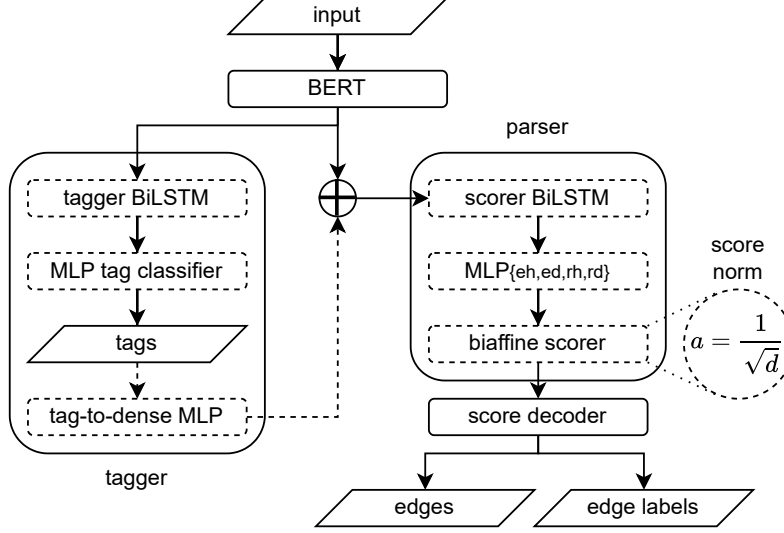 input
BERT
parser
tagger BiLSTM
MLP tag classifier
tags
tag-to-dense MLP
tagger
scorer BiLSTM
MLP{eh,ed,rh,rd}
biaffine scorer
score
norm
a = 1/√d
score decoder
edges
edge labels